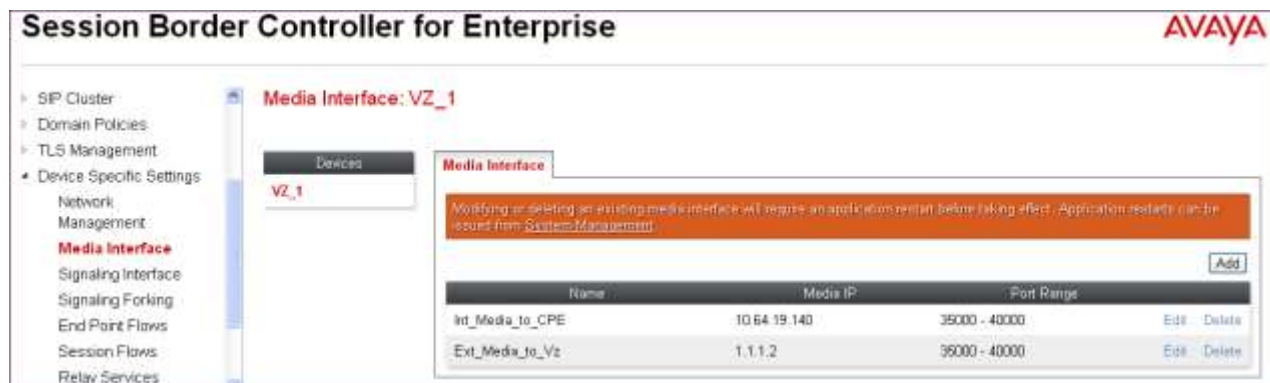 Session Border Controller for Enterprise
AVAYA
SIP Cluster
Domain Policies
TLS Management
Device Specific Settings
Network
Management
Media Interface
Signaling Interface
Signaling Forking
End Point Flows
Session Flows
Relay Services
Media Interface: VZ_1
Devices
VZ_1
Media Interface
Modifying or deleting an existing media interface will require an application restart before taking effect. Application restarts can be
issued from System Management.
Add
Name Media IP Port Range
Int_Media_to_CPE 10.64.19.140 35000 - 40000 Edit Delete
Ext_Media_to_Vz 1.1.1.2 35000 - 40000 Edit Delete